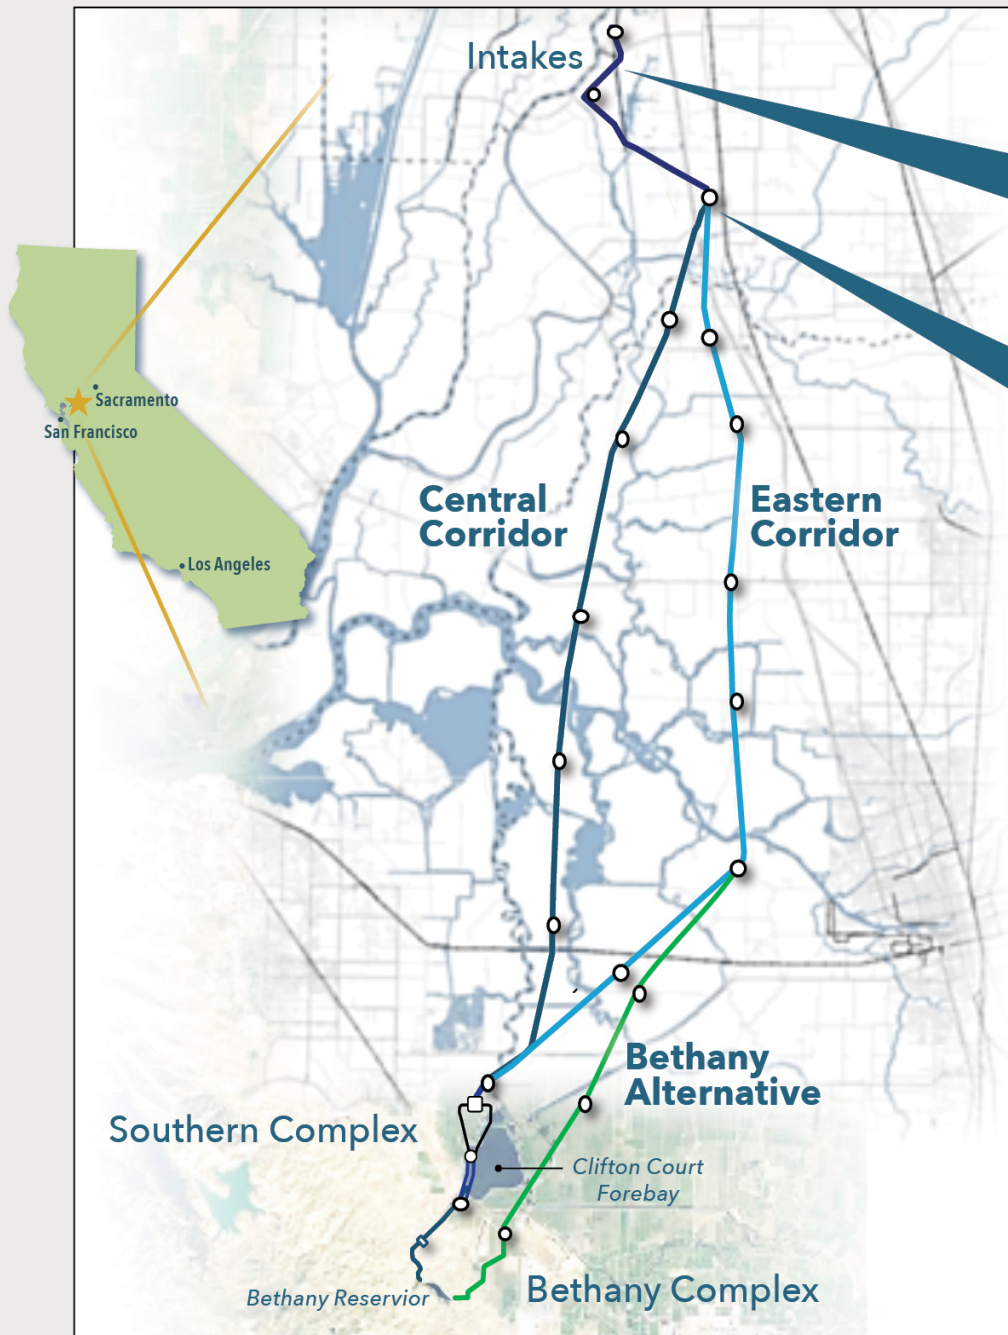 Intakes
Sacramento
San Francisco
Los Angeles
Central
Corridor
Eastern
Corridor
Bethany
Alternative
Southern Complex
Clifton Court
Forebay
Bethany Reservior
Bethany Complex